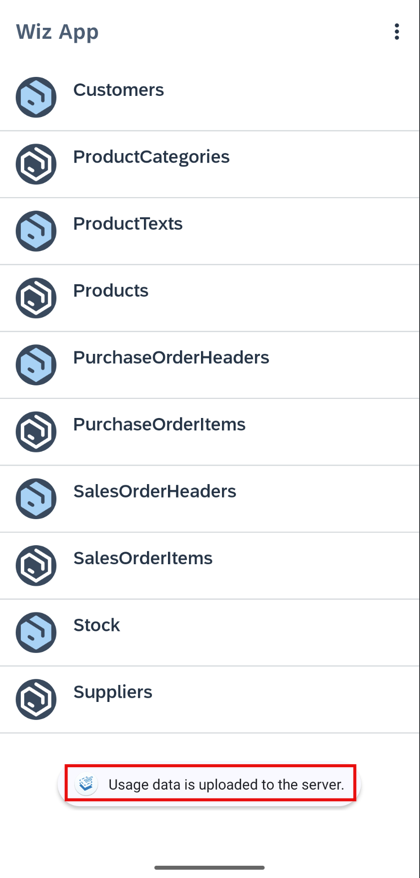 Wiz App
Customers
ProductCategories
ProductTexts
Products
PurchaseOrderHeaders
PurchaseOrderItems
SalesOrderHeaders
SalesOrderItems
Stock
Suppliers
Usage data is uploaded to the server.